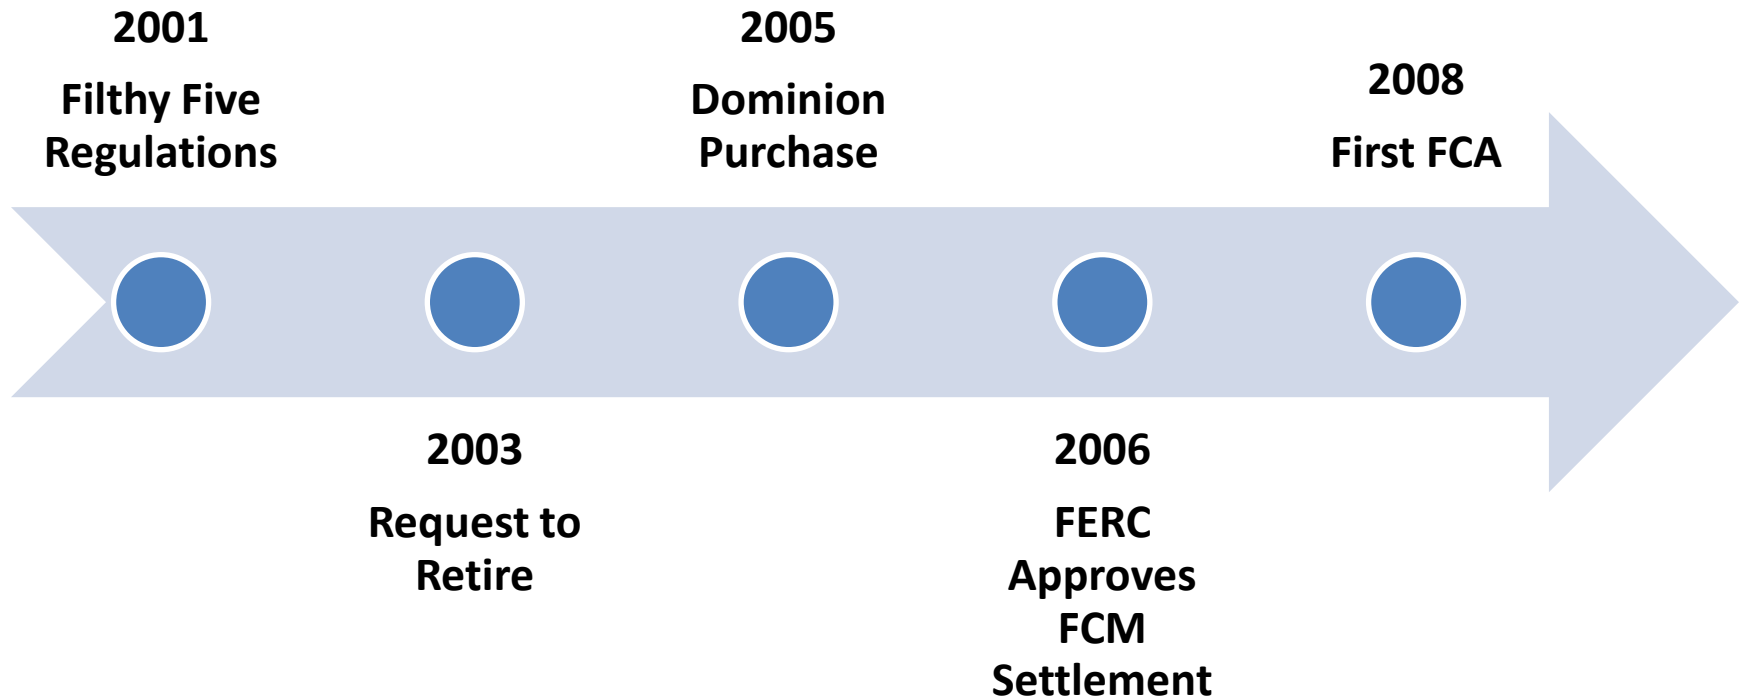 2001
Filthy Five
Regulations
2003
Request to
Retire
2005
Dominion
Purchase
2006
FERC
Approves
FCM
Settlement
2008
First FCA